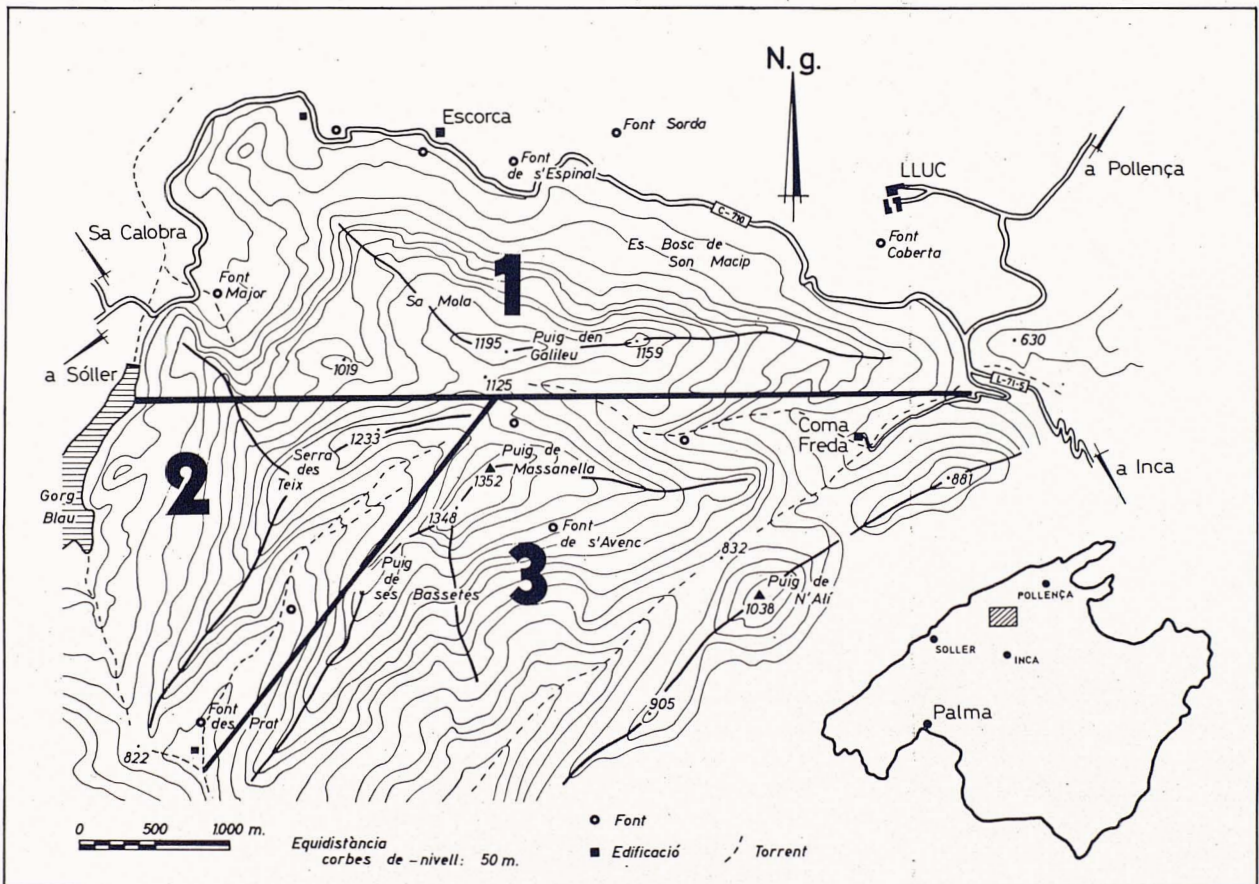 N. g.
Escorca
Font Sorda
Font
de s'Espinal
LLUC
a Pollença
C-710
Sa Calobra
Es Bosc de
Son Macip
Font
Coberta
1
Font
Major
Sa Mola
1195
Puig den
Galileu
1159
630
1019
a Sóller
1125
L-71-5
Coma
Freda
1233
Serra
des
Teix
Puig de
Massanella
1352
a Inca
2
881
Gorg
Blau
1348
Font
de s'Avenc
832
3
Puig
de
ses Bassetes
Puig de
N'Alí
1038
POLLENÇA
SOLLER
INCA
905
Font
des Prat
Palma
822
0 500 1.000 m.
Equidistància
corbes de -nivell: 50 m.
Font
Edificació
Torrent